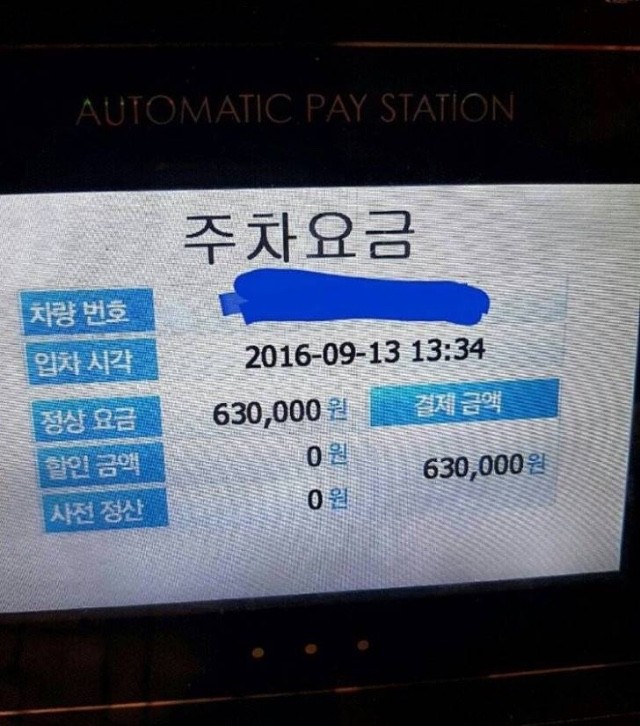 AUTOMATIC PAY STATION
주차요금
차량 번호
입차 시각 2016-09-13 13:34
정상 요금 630,000 원 결제 금액
할인 금액 0 원 630,000 원
사전 정산 0 원